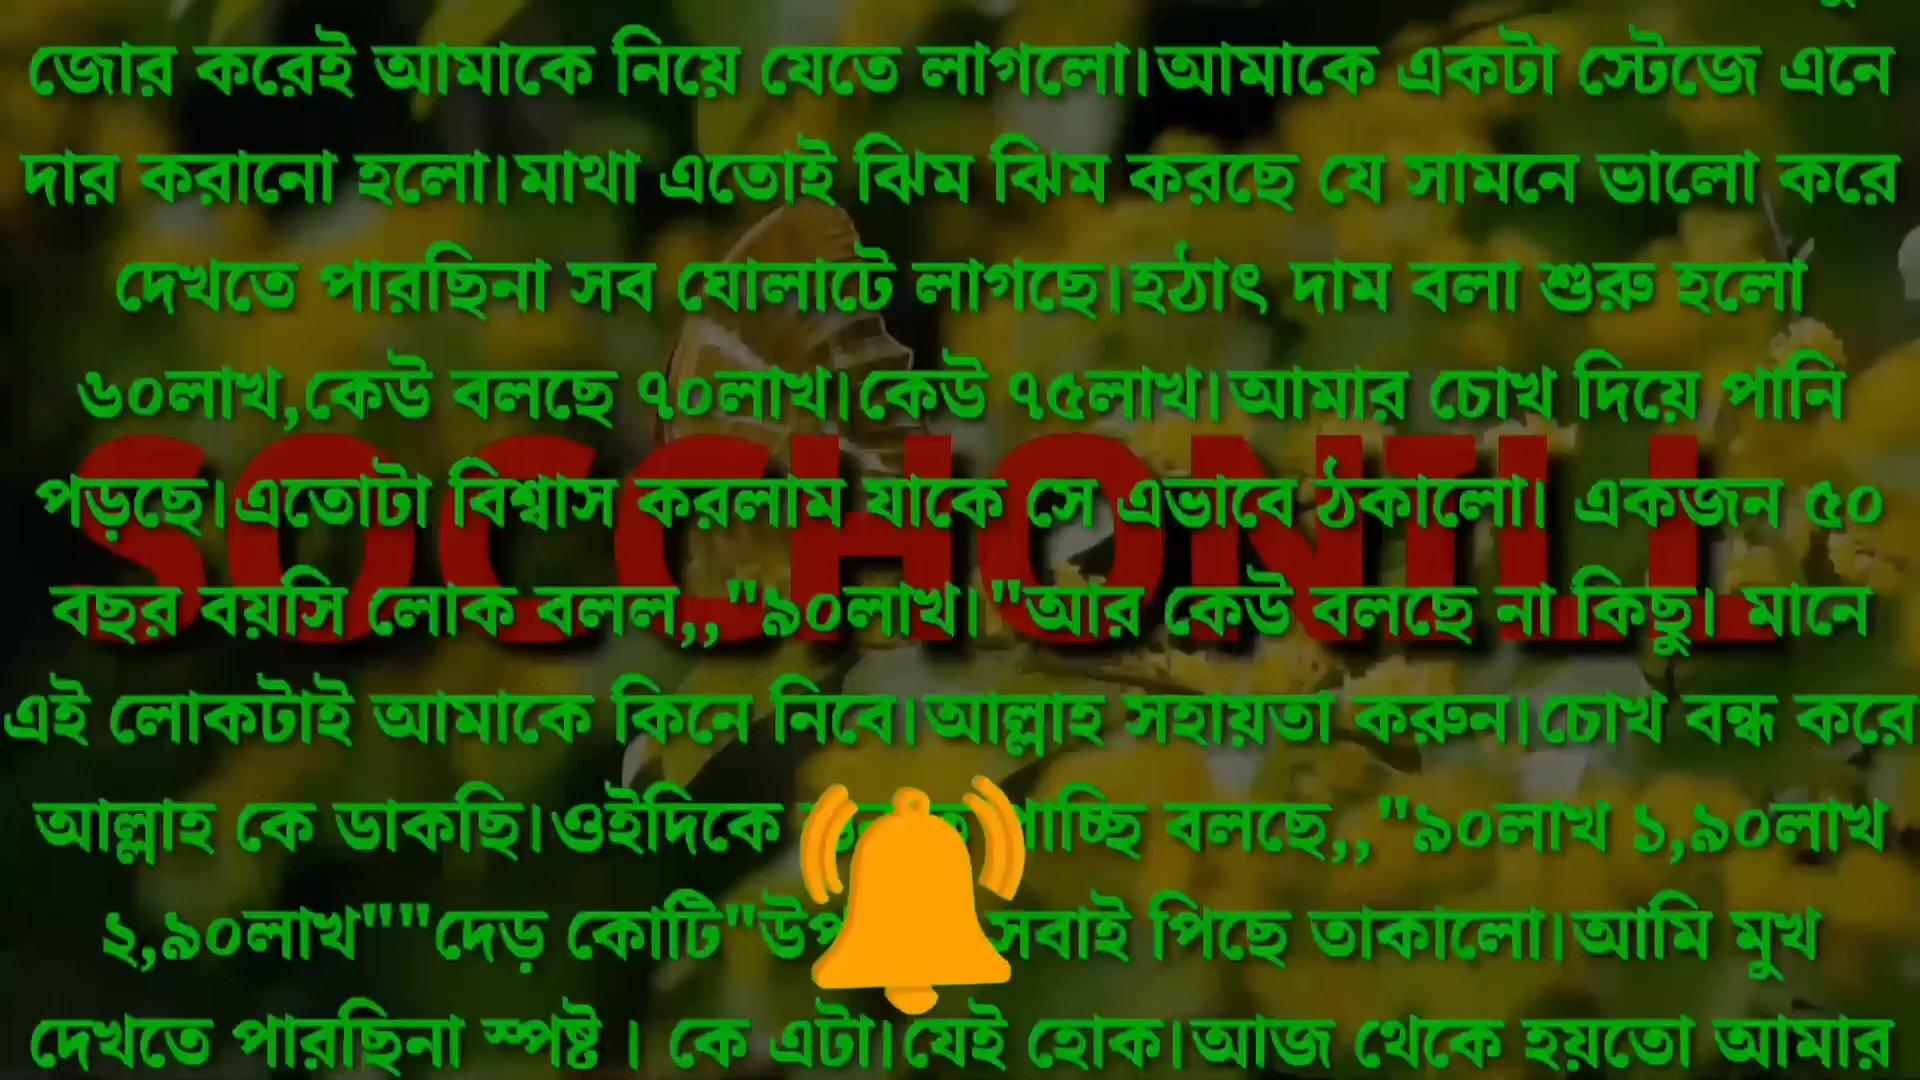 জোর করেই আমাকে নিয়ে যেতে লাগলো।আমাকে একটা স্টেজে এনে
দার করানো হলো।মাথা এতোই ঝিম ঝিম করছে যে সামনে ভালো করে
দেখতে পারছিনা সব ঘোলাটে লাগছে।হঠাৎ দাম বলা শুরু হলো
৬০লাখ,কেউ বলছে ৭০লাখ।কেউ ৭৫লাখ।আমার চোখ দিয়ে পানি
পড়ছে।এতোটা বিশ্বাস করলাম যাকে সে এভাবে ঠকালো। একজন ৫০
SOCCHONILL
বছর বয়সি লোক বলল,,"৯০লাখ।"আর কেউ বলছে না কিছু। মানে
এই লোকটাই আমাকে কিনে নিবে।আল্লাহ সহায়তা করুন।চোখ বন্ধ করে
আল্লাহ কে ডাকছি।ওইদিকে বলছে,,"৯০লাখ ১,৯০লাখ
২,৯০লাখ""দেড় কোটি" সবাই পিছে তাকালো।আমি মুখ
দেখতে পারছিনা স্পষ্ট । কে এটা।যেই হোক।আজ থেকে হয়তো আমার